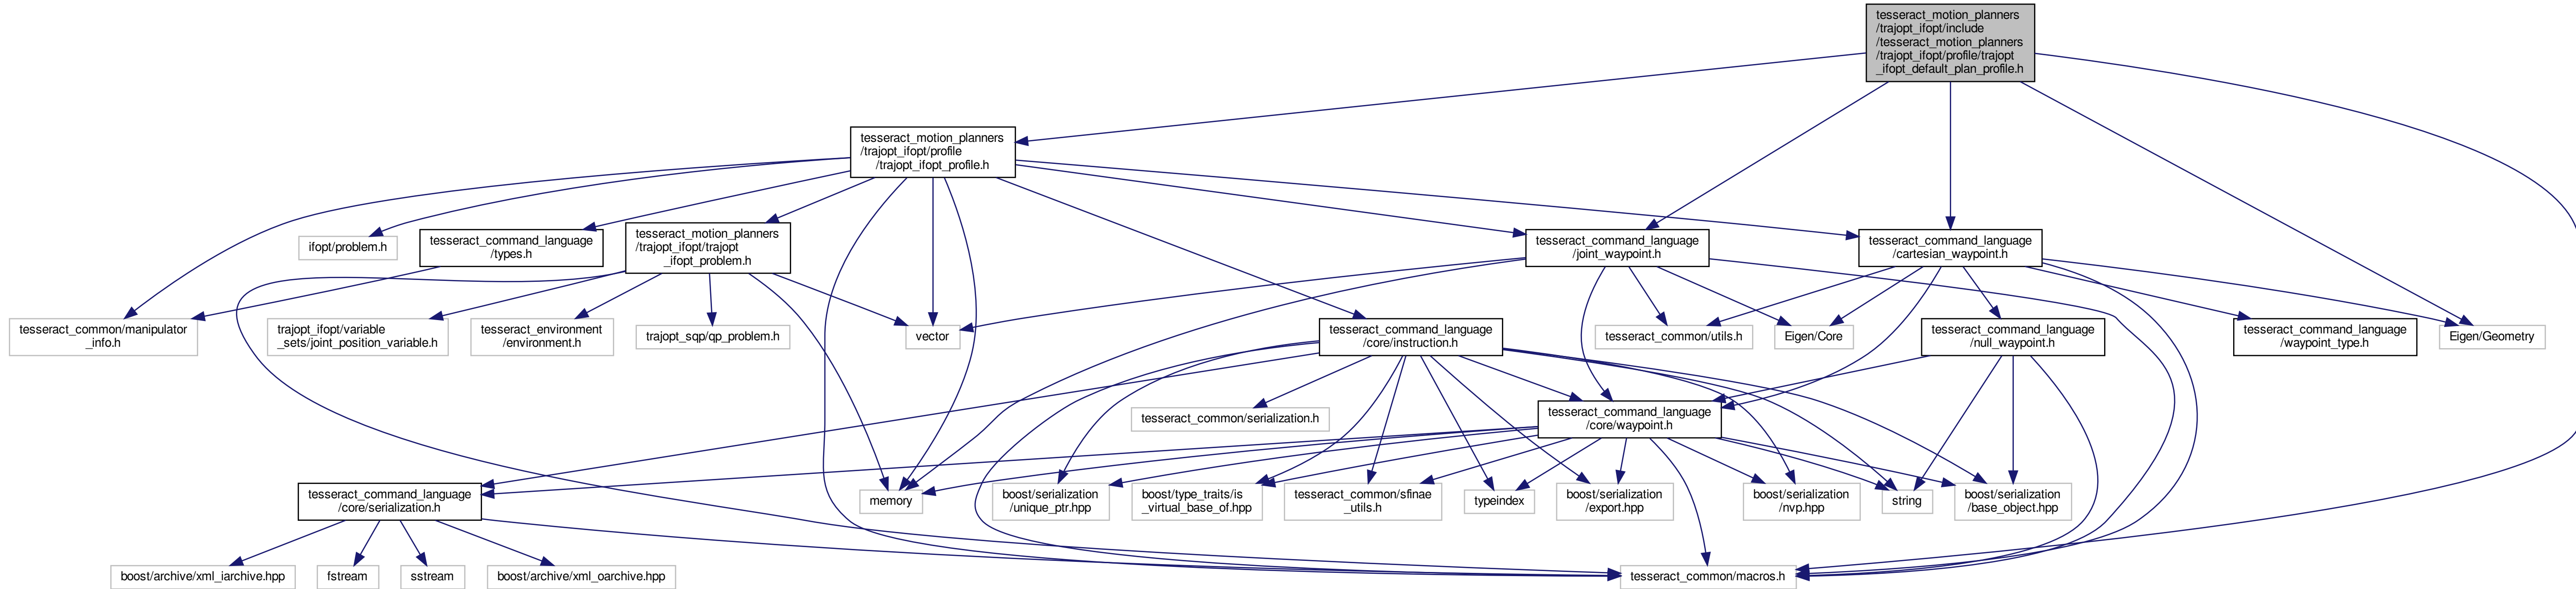 tesseract_motion_planners
/trajopt_ifopt/include
/tesseract_motion_planners
/trajopt_ifopt/profile/trajopt
_ifopt_default_plan_profile.h
tesseract_motion_planners
/trajopt_ifopt/profile
/trajopt_ifopt_profile.h
ifopt/problem.h
tesseract_command_language
/types.h
tesseract_motion_planners
/trajopt_ifopt/trajopt
_ifopt_problem.h
tesseract_command_language
/joint_waypoint.h
tesseract_command_language
/cartesian_waypoint.h
tesseract_common/manipulator
_info.h
trajopt_ifopt/variable
_sets/joint_position_variable.h
tesseract_environment
/environment.h
trajopt_sqp/qp_problem.h
vector
tesseract_command_language
/core/instruction.h
tesseract_common/utils.h
Eigen/Core
tesseract_command_language
/null_waypoint.h
tesseract_command_language
/waypoint_type.h
Eigen/Geometry
tesseract_common/serialization.h
tesseract_command_language
/core/waypoint.h
tesseract_command_language
/core/serialization.h
memory
boost/serialization
/unique_ptr.hpp
boost/type_traits/is
_virtual_base_of.hpp
tesseract_common/sfinae
_utils.h
typeindex
boost/serialization
/export.hpp
boost/serialization
/nvp.hpp
string
boost/serialization
/base_object.hpp
boost/archive/xml_iarchive.hpp
fstream
sstream
boost/archive/xml_oarchive.hpp
tesseract_common/macros.h